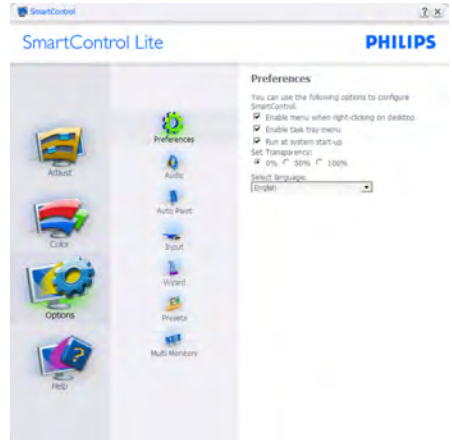 SmartControl
? X
SmartControl Lite
PHILIPS
Adjust
Color
Options
Help
Preferences
Audio
Auto Pivot
Input
Wizard
Presets
Multi Monitors
Preferences
You can use the following options to configure
SmartControl.
Enable menu when right-clicking on desktop
Enable task tray menu
Run at system start-up
Set Transparency:
0% 50% 100%
Select language:
English